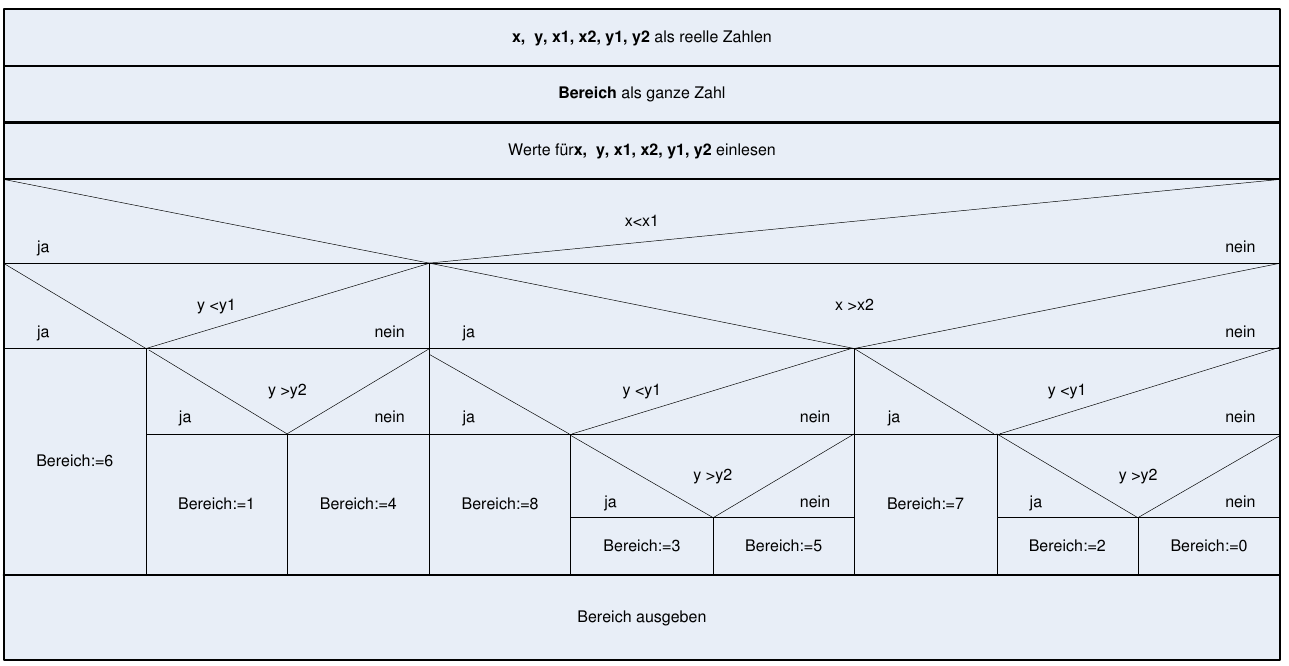 x, y, x1, x2, y1, y2 als reelle Zahlen
Bereich als ganze Zahl
Werte fürx, y, x1, x2, y1, y2 einlesen
x<x1
ja
nein
y <y1
x >x2
ja
nein
ja
nein
y >y2
y <y1
y <y1
ja
nein
ja
nein
ja
nein
Bereich:=6
y >y2
y >y2
Bereich:=1
Bereich:=4
Bereich:=8
ja
nein
Bereich:=7
ja
nein
Bereich:=3
Bereich:=5
Bereich:=2
Bereich:=0
Bereich ausgeben